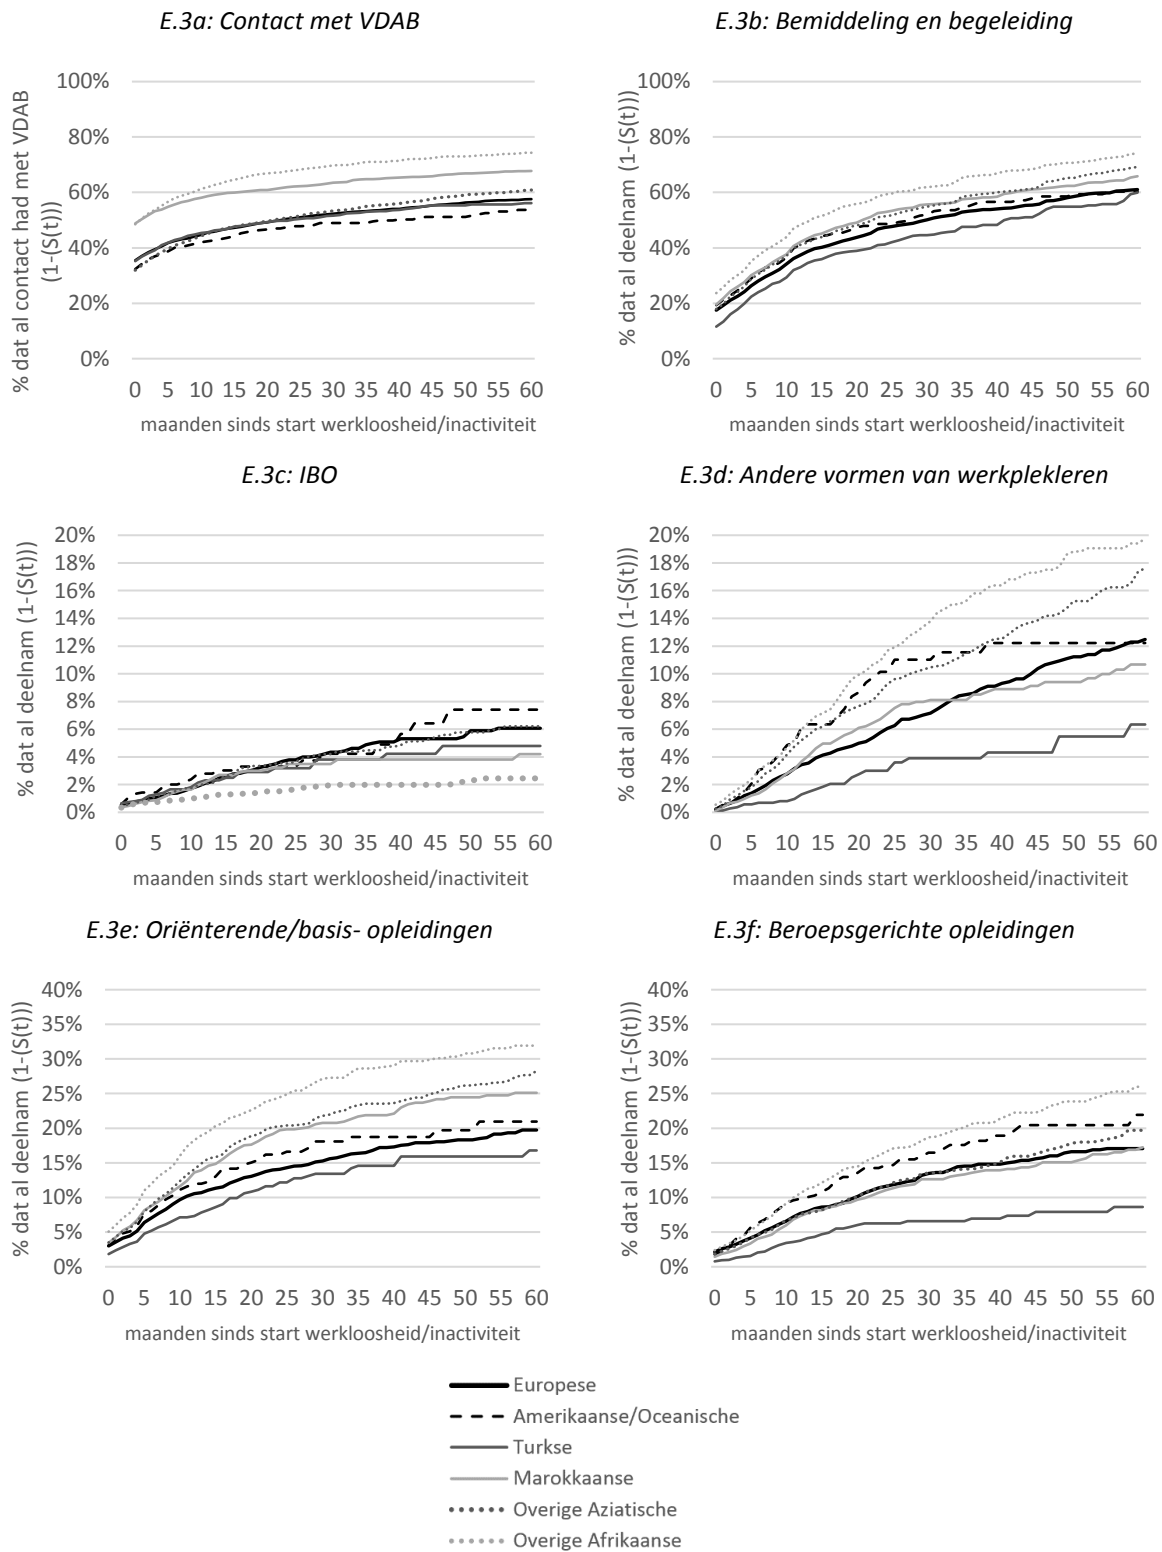 E.3a: Contact met VDAB
% dat al contact had met VDAB
(1-(S(t)))
100%
80%
60%
40%
20%
0%
0 5 10 15 20 25 30 35 40 45 50 55 60
maanden sinds start werkloosheid/inactiviteit
E.3b: Bemiddeling en begeleiding
% dat al deelnam (1-(S(t)))
100%
80%
60%
40%
20%
0%
0 5 10 15 20 25 30 35 40 45 50 55 60
maanden sinds start werkloosheid/inactiviteit
E.3c: IBO
% dat al deelnam (1-(S(t)))
20%
18%
16%
14%
12%
10%
8%
6%
4%
2%
0%
0 5 10 15 20 25 30 35 40 45 50 55 60
maanden sinds start werkloosheid/inactiviteit
E.3d: Andere vormen van werkplekleren
% dat al deelnam (1-(S(t)))
20%
18%
16%
14%
12%
10%
8%
6%
4%
2%
0%
0 5 10 15 20 25 30 35 40 45 50 55 60
maanden sinds start werkloosheid/inactiviteit
E.3e: Oriënterende/basis- opleidingen
% dat al deelnam (1-(S(t)))
40%
35%
30%
25%
20%
15%
10%
5%
0%
0 5 10 15 20 25 30 35 40 45 50 55 60
maanden sinds start werkloosheid/inactiviteit
E.3f: Beroepsgerichte opleidingen
% dat al deelnam (1-(S(t)))
40%
35%
30%
25%
20%
15%
10%
5%
0%
0 5 10 15 20 25 30 35 40 45 50 55 60
maanden sinds start werkloosheid/inactiviteit
Europese
Amerikaanse/Oceanische
Turkse
Marokkaanse
Overige Aziatische
Overige Afrikaanse